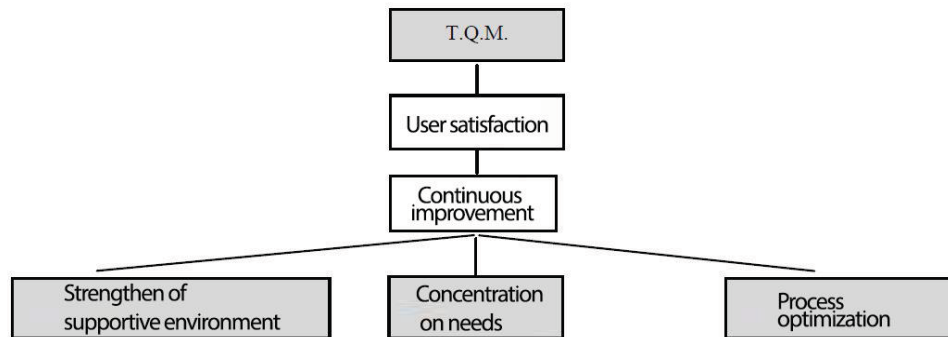 T.Q.M.
User satisfaction
Continuous
improvement
Strengthen of
supportive environment
Concentration
on needs
Process
optimization